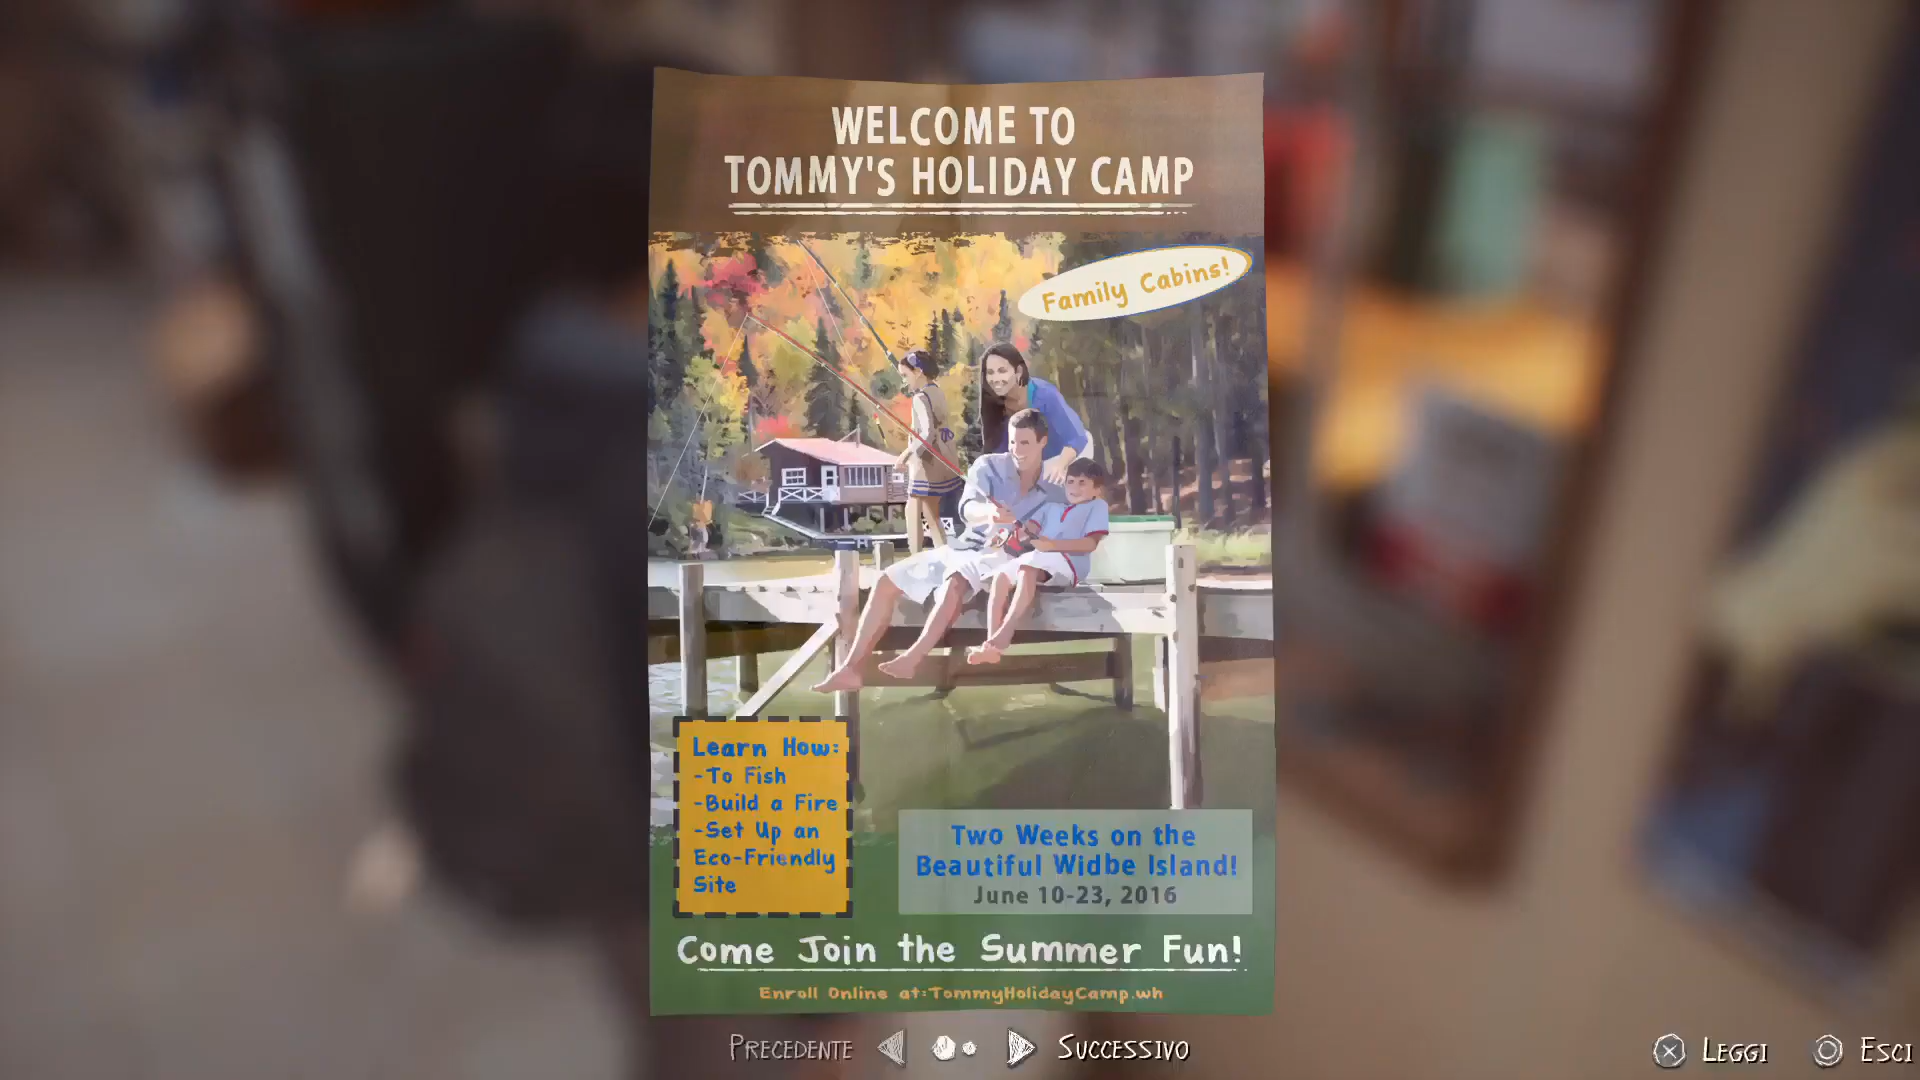 WELCOME TO
TOMMY'S HOLIDAY CAMP
Family Cabins!
Learn How:
-To Fish
-Build a Fire
-Set Up an
Eco-Friendly
Site
Two Weeks on the
Beautiful Widbe Island!
June 10-23, 2016
Come Join the Summer Fun!
Enroll Online at:TommyHolidayCamp.wh
PRECEDENTE
SUCCESSIVO
LEGGI
ESCI